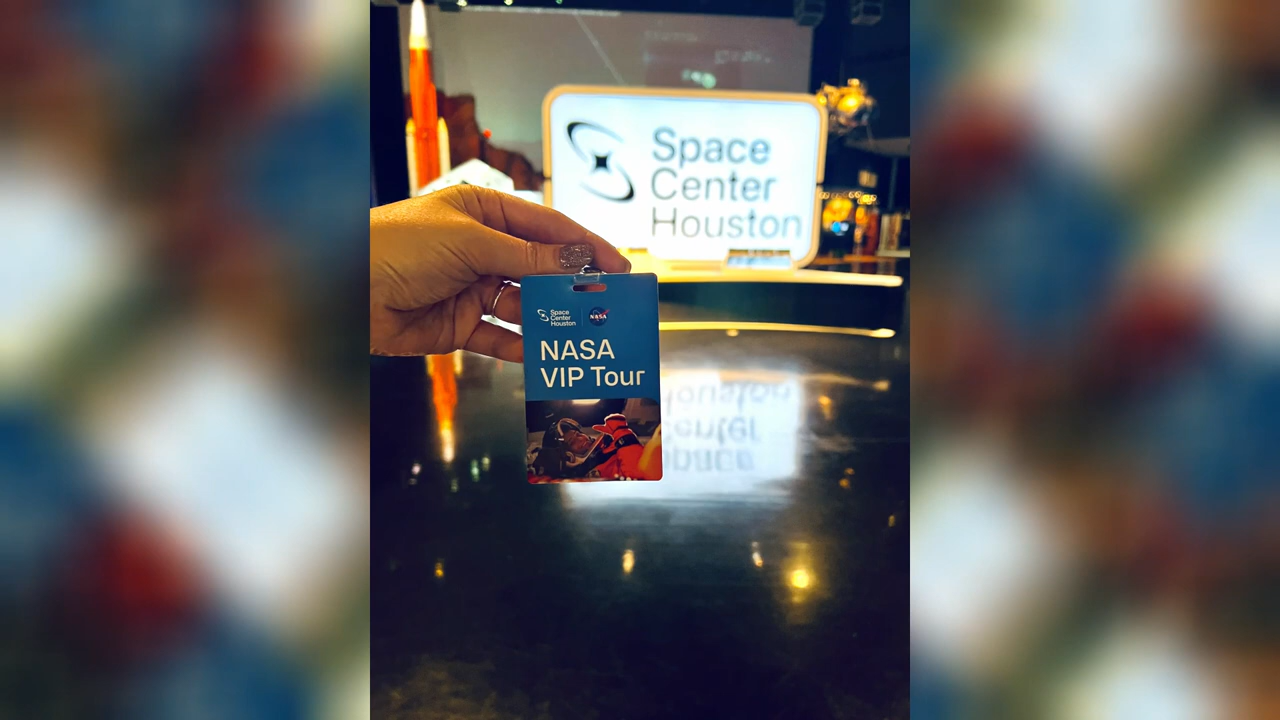 Space
Center
Houston
Space
Center
Houston
NASA
NASA
VIP Tour